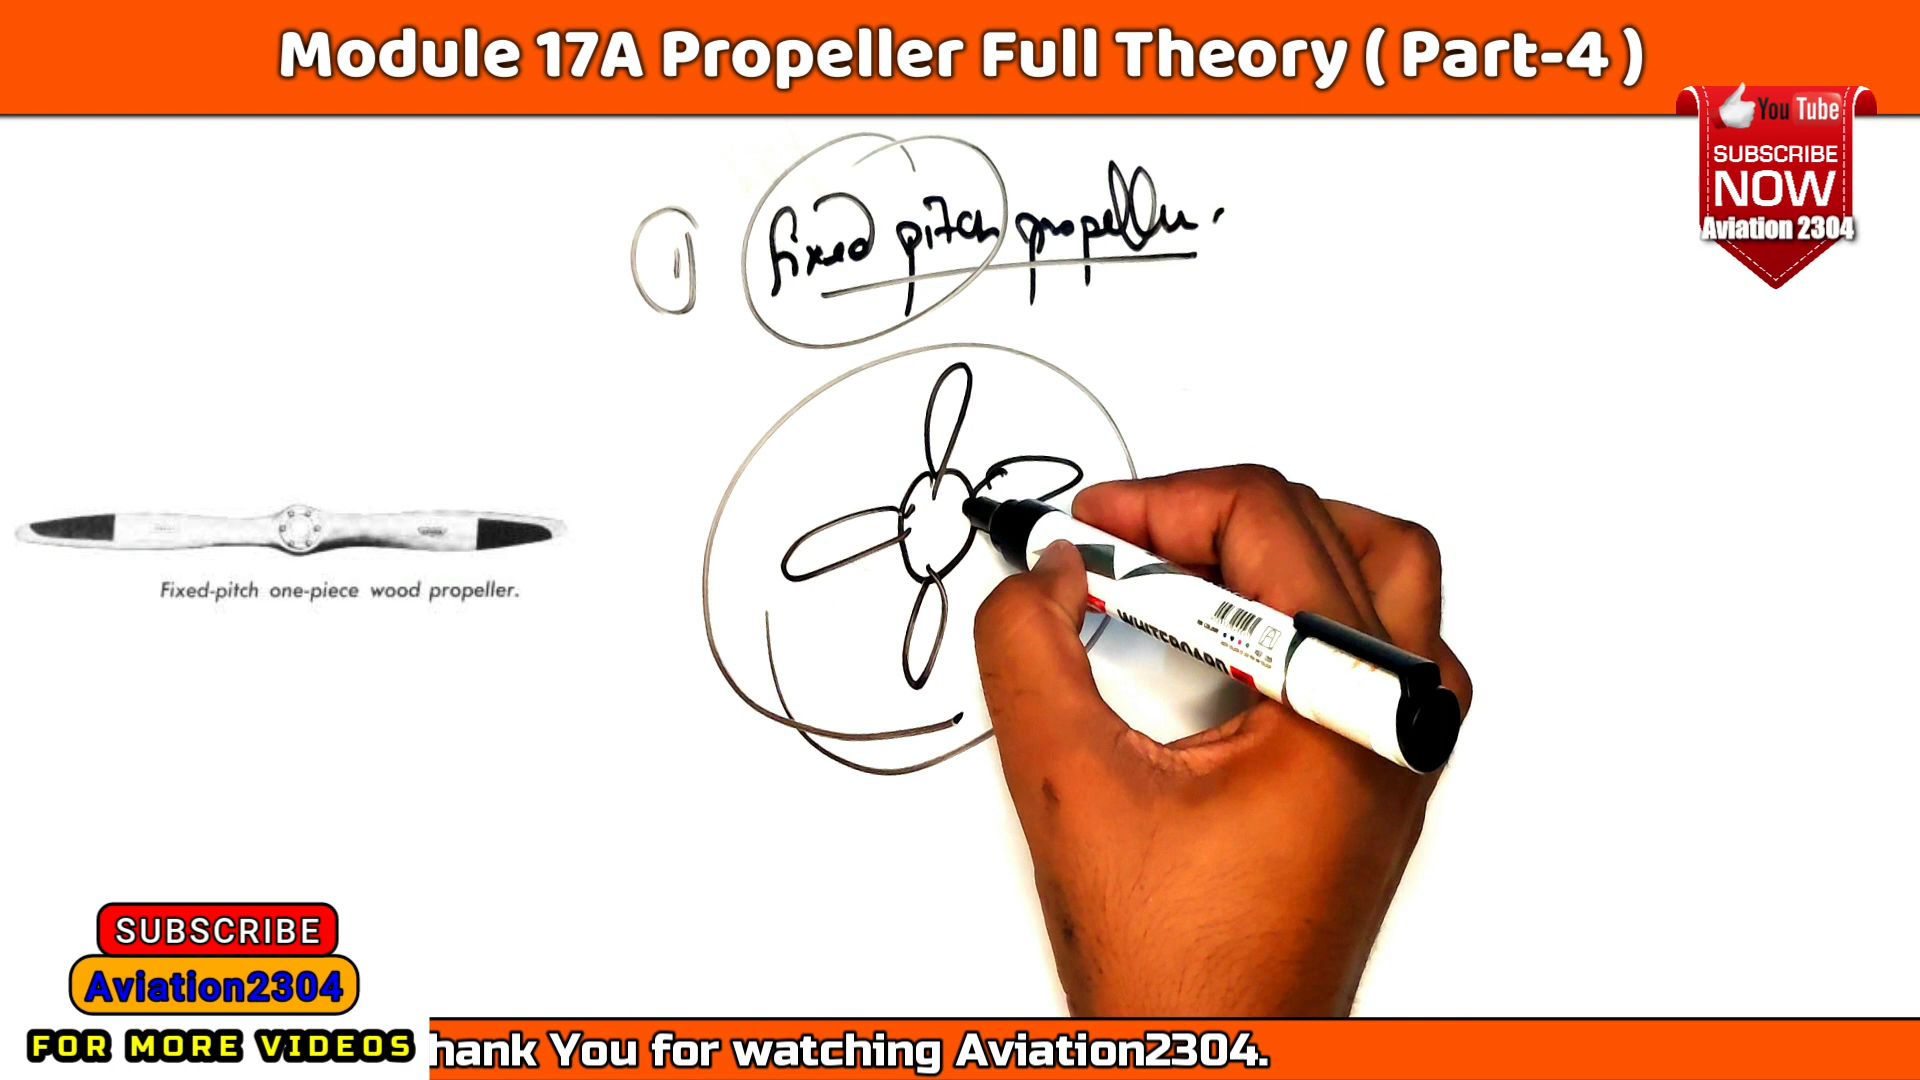 Module 17A Propeller Full Theory ( Part-4 )
You Tube
SUBSCRIBE
NOW
Aviation 2304
1
fixed pitch propeller.
Fixed-pitch one-piece wood propeller.
WHITEBOARD
SUBSCRIBE
Aviation2304
FOR MORE VIDEOS
hank You for watching Aviation2304.